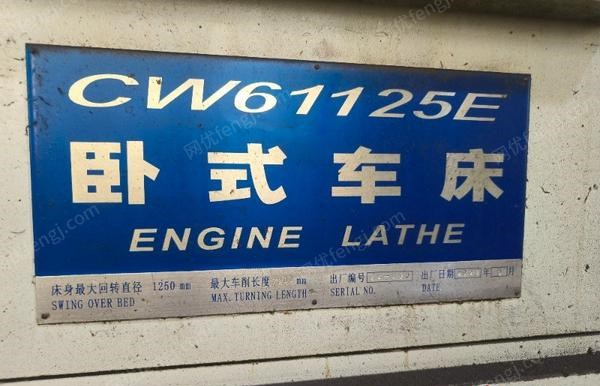 CW61125E
卧式车床
ENGINE LATHE
床身最大回转直径 1250 mm 最大车削长度 mm 出厂编号 出厂日期 年 月
SWING OVER BED MAX. TURNING LENGTH SERIAL NO. DATE